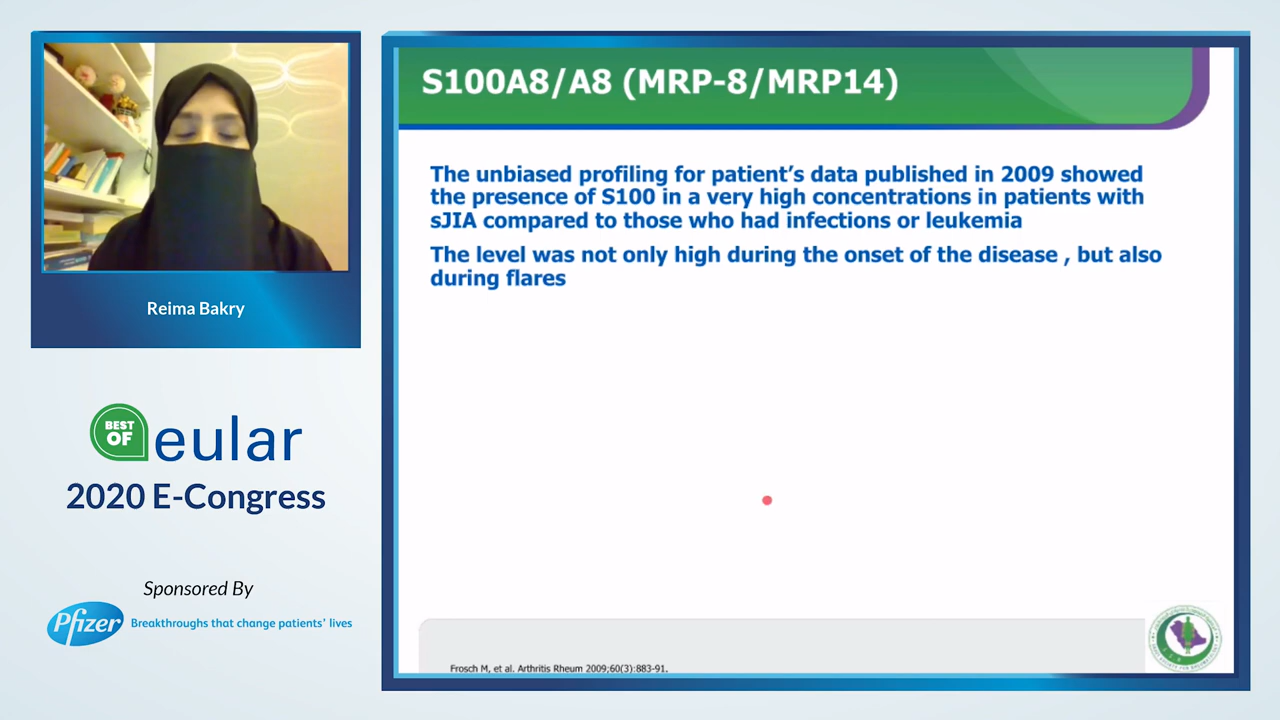 Reima Bakry
BEST
OF
eular
2020 E-Congress
Sponsored By
Pfizer
Breakthroughs that change patients' lives
S100A8/A8 (MRP-8/MRP14)
The unbiased profiling for patient's data published in 2009 showed
the presence of S100 in a very high concentrations in patients with
sJIA compared to those who had infections or leukemia
The level was not only high during the onset of the disease , but also
during flares
Frosch M, et al. Arthritis Rheum 2009;60(3):883-91.